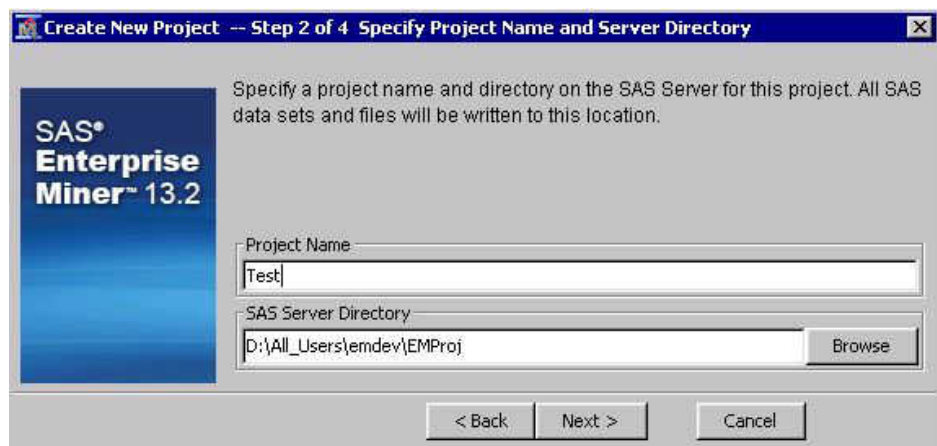 Create New Project -- Step 2 of 4 Specify Project Name and Server Directory
Specify a project name and directory on the SAS Server for this project. All SAS
data sets and files will be written to this location.
SAS®
Enterprise
Miner™ 13.2
Project Name
Test
SAS Server Directory
D:\All_Users\emdev\EMProj
Browse
< Back
Next >
Cancel